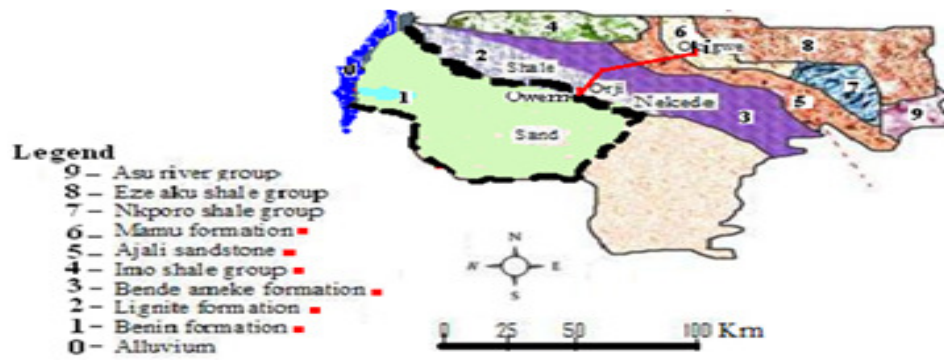 4
6
8
2
Shale
7
1
Orji
Owerri
Nekede
5
9
3
Sand
Legend
9 – Asu river group
8 – Eze aku shale group
7 – Nkporo shale group
6 – Mamu formation
5 – Ajali sandstone
4 – Imo shale group
3 – Bende ameke formation
2 – Lignite formation
1 – Benin formation
0 – Alluvium
N
E
S
0 25 50 100 Km